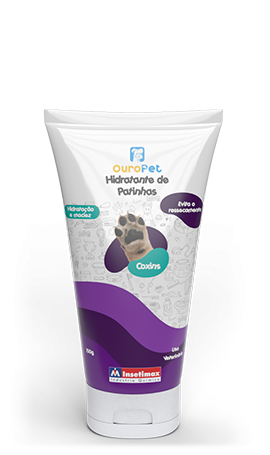 OuroPet
Hidratante de
Patinhas
Hidratação
e maciez
Evita o
ressecamento
Coxins
Uso
Veterinário
M Insetimax
Indústria Química